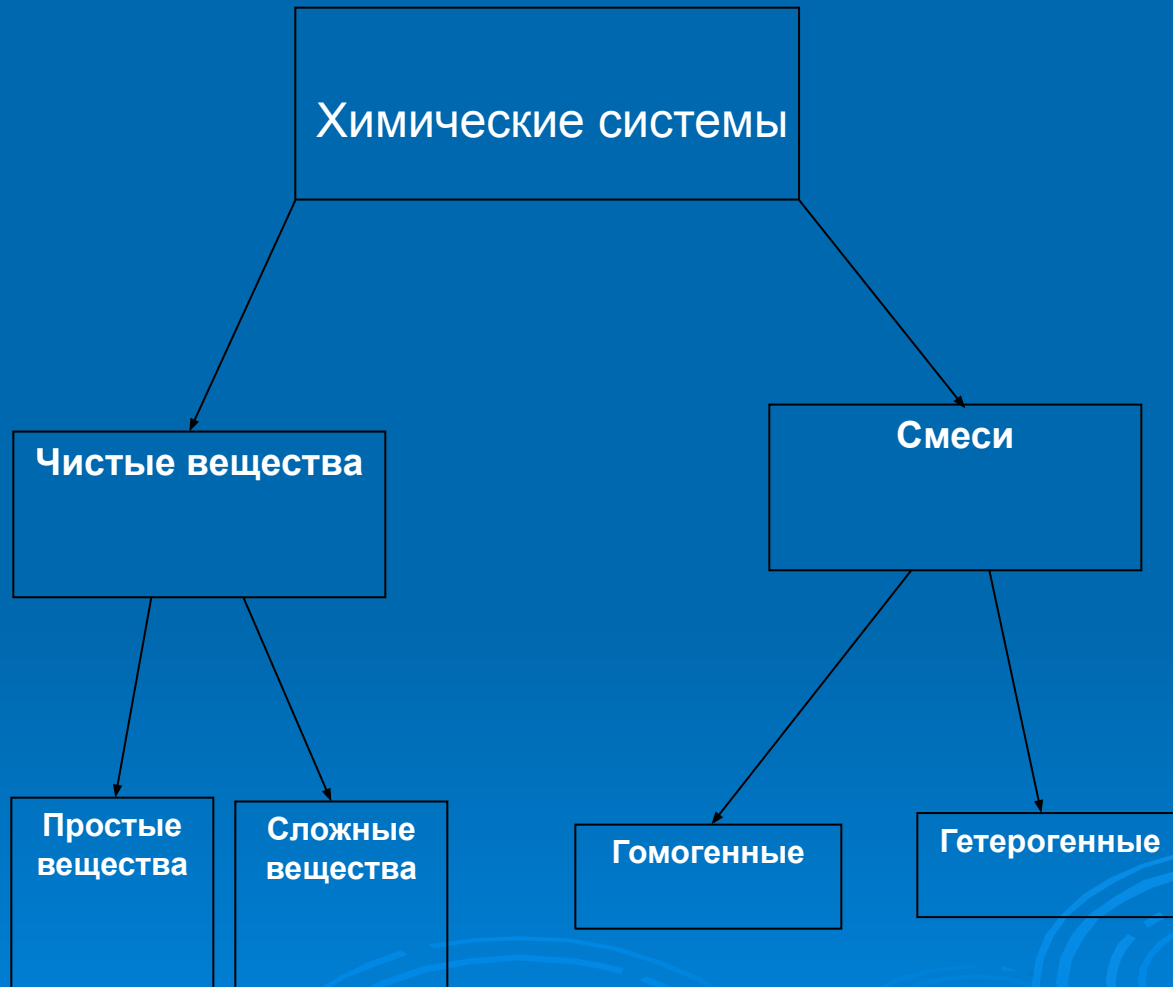 Химические системы
Чистые вещества
Смеси
Простые
вещества
Сложные
вещества
Гомогенные
Гетерогенные